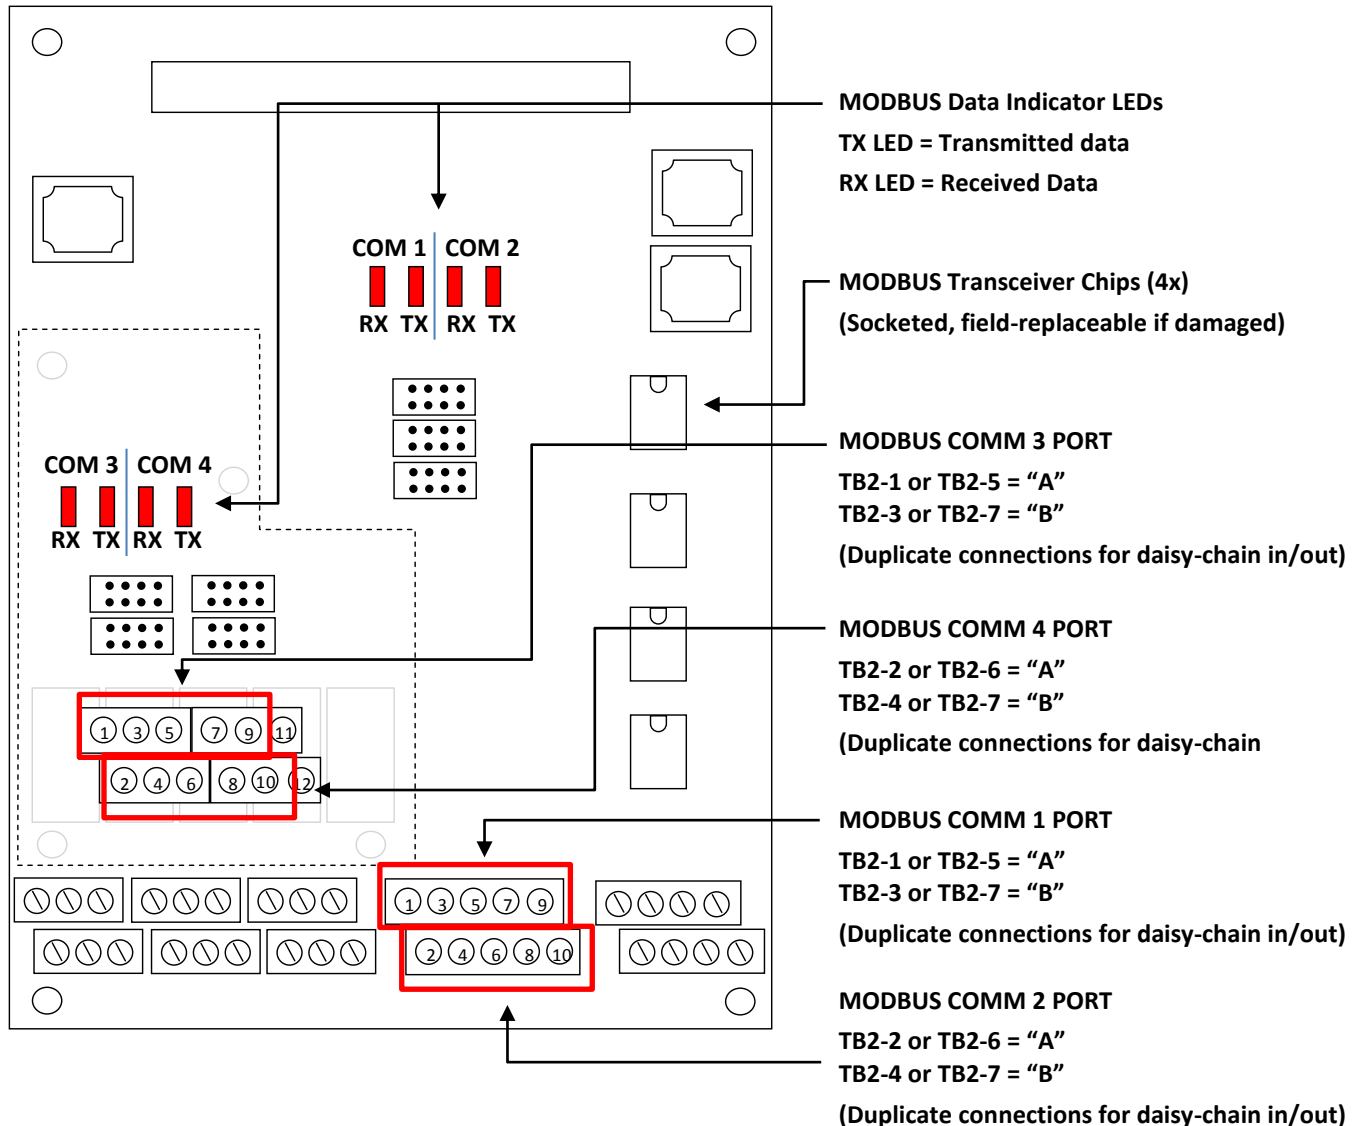 MODBUS Data Indicator LEDs
TX LED = Transmitted data
RX LED = Received Data
COM 1 COM 2
RX TX RX TX
MODBUS Transceiver Chips (4x)
(Socketed, field-replaceable if damaged)
COM 3 COM 4
RX TX RX TX
MODBUS COMM 3 PORT
TB2-1 or TB2-5 = “A”
TB2-3 or TB2-7 = “B”
(Duplicate connections for daisy-chain in/out)
MODBUS COMM 4 PORT
TB2-2 or TB2-6 = “A”
TB2-4 or TB2-7 = “B”
(Duplicate connections for daisy-chain
1 3 5 7 9 11
2 4 6 8 10 12
MODBUS COMM 1 PORT
TB2-1 or TB2-5 = “A”
TB2-3 or TB2-7 = “B”
(Duplicate connections for daisy-chain in/out)
1 3 5 7 9
2 4 6 8 10
MODBUS COMM 2 PORT
TB2-2 or TB2-6 = “A”
TB2-4 or TB2-7 = “B”
(Duplicate connections for daisy-chain in/out)